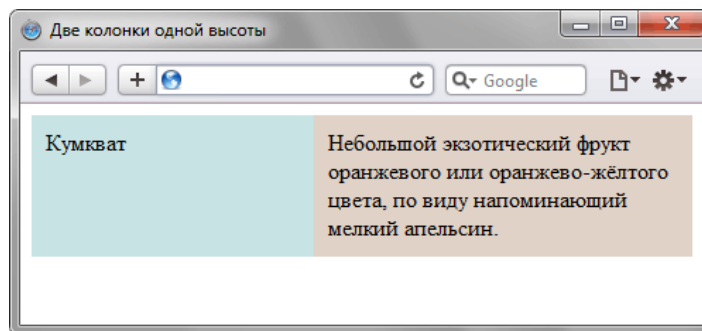 Две колонки одной высоты
Google
Кумкват
Небольшой экзотический фрукт
оранжевого или оранжево-жёлтого
цвета, по виду напоминающий
мелкий апельсин.